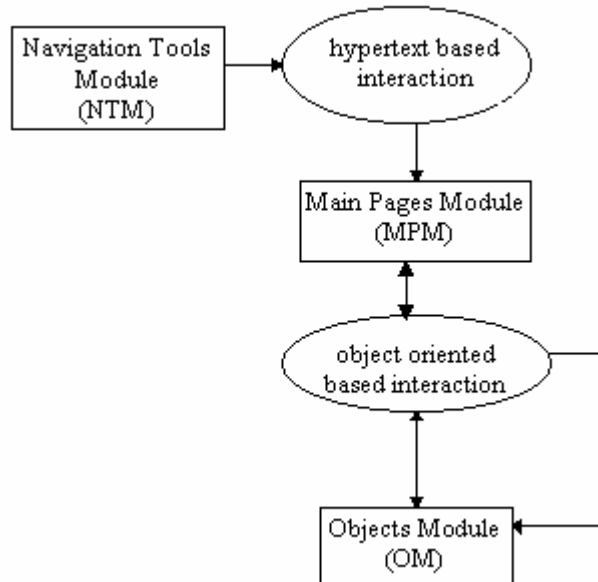 Navigation Tools
Module
(NTM)
hypertext based
interaction
Main Pages Module
(MPM)
object oriented
based interaction
Objects Module
(OM)